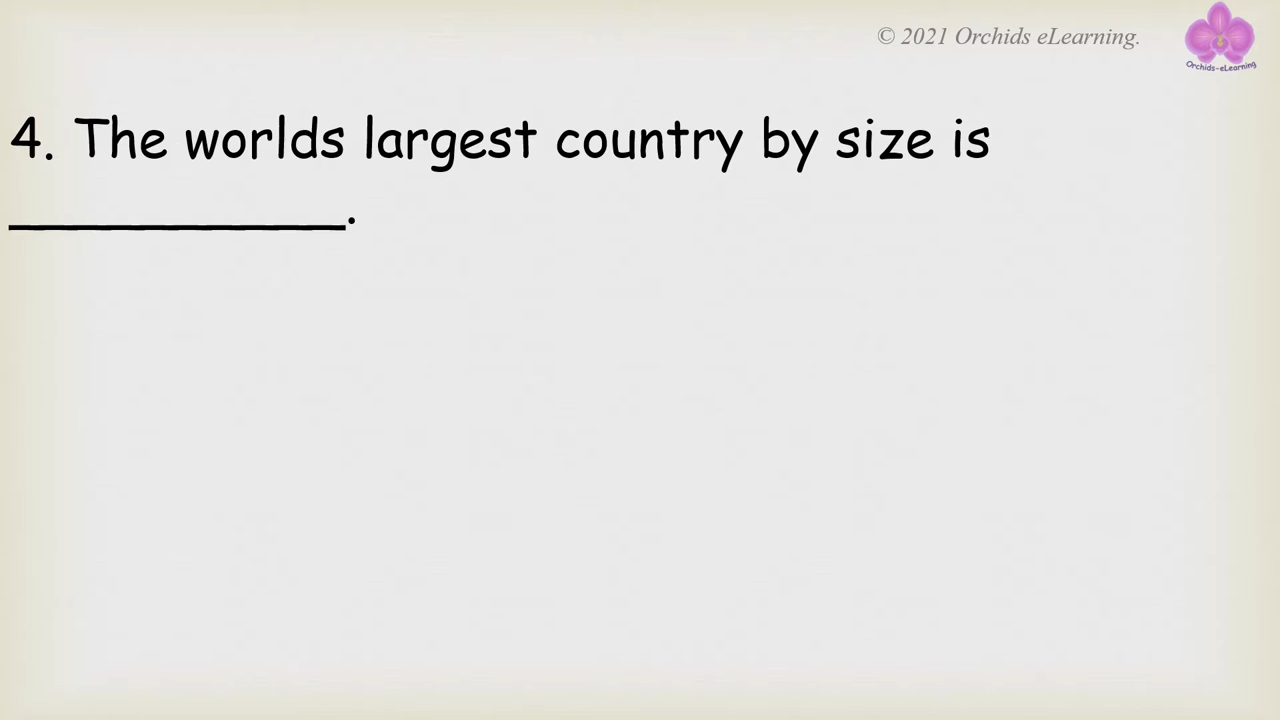 © 2021 Orchids eLearning.
Orchids-eLearning
4. The worlds largest country by size is
____________.